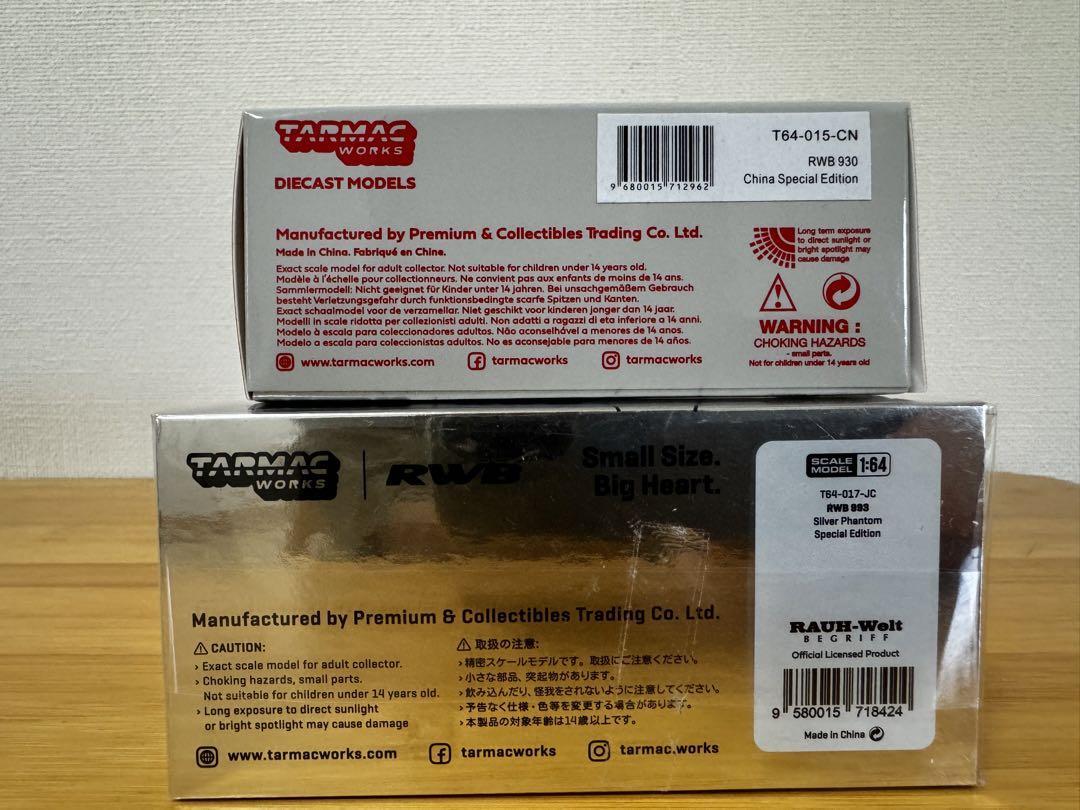 TARMAC
WORKS
DIECAST MODELS
T64-015-CN
RWB 930
China Special Edition
9 680015 712962
Manufactured by Premium & Collectibles Trading Co. Ltd.
Made in China. Fabriqué en Chine.
Exact scale model for adult collector. Not suitable for children under 14 years old.
Modèle à l'échelle pour collectionneurs. Ne convient pas aux enfants de moins de 14 ans.
Sammlermodell: Nicht geeignet für Kinder unter 14 jahren. Bei unsachgemäßem Gebrauch
besteht Verletzungsgefahr durch funktionsbedingte scarfe Spitzen und Kanten.
Exact schaalmodel voor de verzamellar. Niet geschikt voor kinderen jonger dan 14 jaar.
Modelli in scale ridotta per collezionisti adulti. Non adatti a ragazzi di eta inferiore a 14 anni.
Modelo à escala para coleccionadores adultos. Não aconselhável a menores de 14 anos.
Modelo a escala para coleccionistas adultos. No es aconsejable para menores de 14 años.
www.tarmacworks.com
tarmacworks
tarmacworks
Long term exposure
to direct sunlight or
bright spotlight may
cause damage
WARNING :
CHOKING HAZARDS
- small parts.
Not for children under 14 years old
TARMAC
WORKS
RWB
Small Size.
Big Heart.
SCALE
MODEL
1:64
T64-017-JC
RWB 993
Silver Phantom
Special Edition
RAUH-Welt
BEGRIFF
Official Licensed Product
9 580015 718424
Made in China
Manufactured by Premium & Collectibles Trading Co. Ltd.
CAUTION:
› Exact scale model for adult collector.
› Choking hazards, small parts.
Not suitable for children under 14 years old.
› Long exposure to direct sunlight
or bright spotlight may cause damage
取扱の注意:
›精密スケールモデルです。取扱にご注意ください。
›小さな部品、突起物があります。
›飲み込んだり、怪我をされないように注意してください。
›予告なく仕様・色等を変更する場合があります。
›本製品の対象年齢は14歳以上です。
www.tarmacworks.com
tarmacworks
tarmac.works